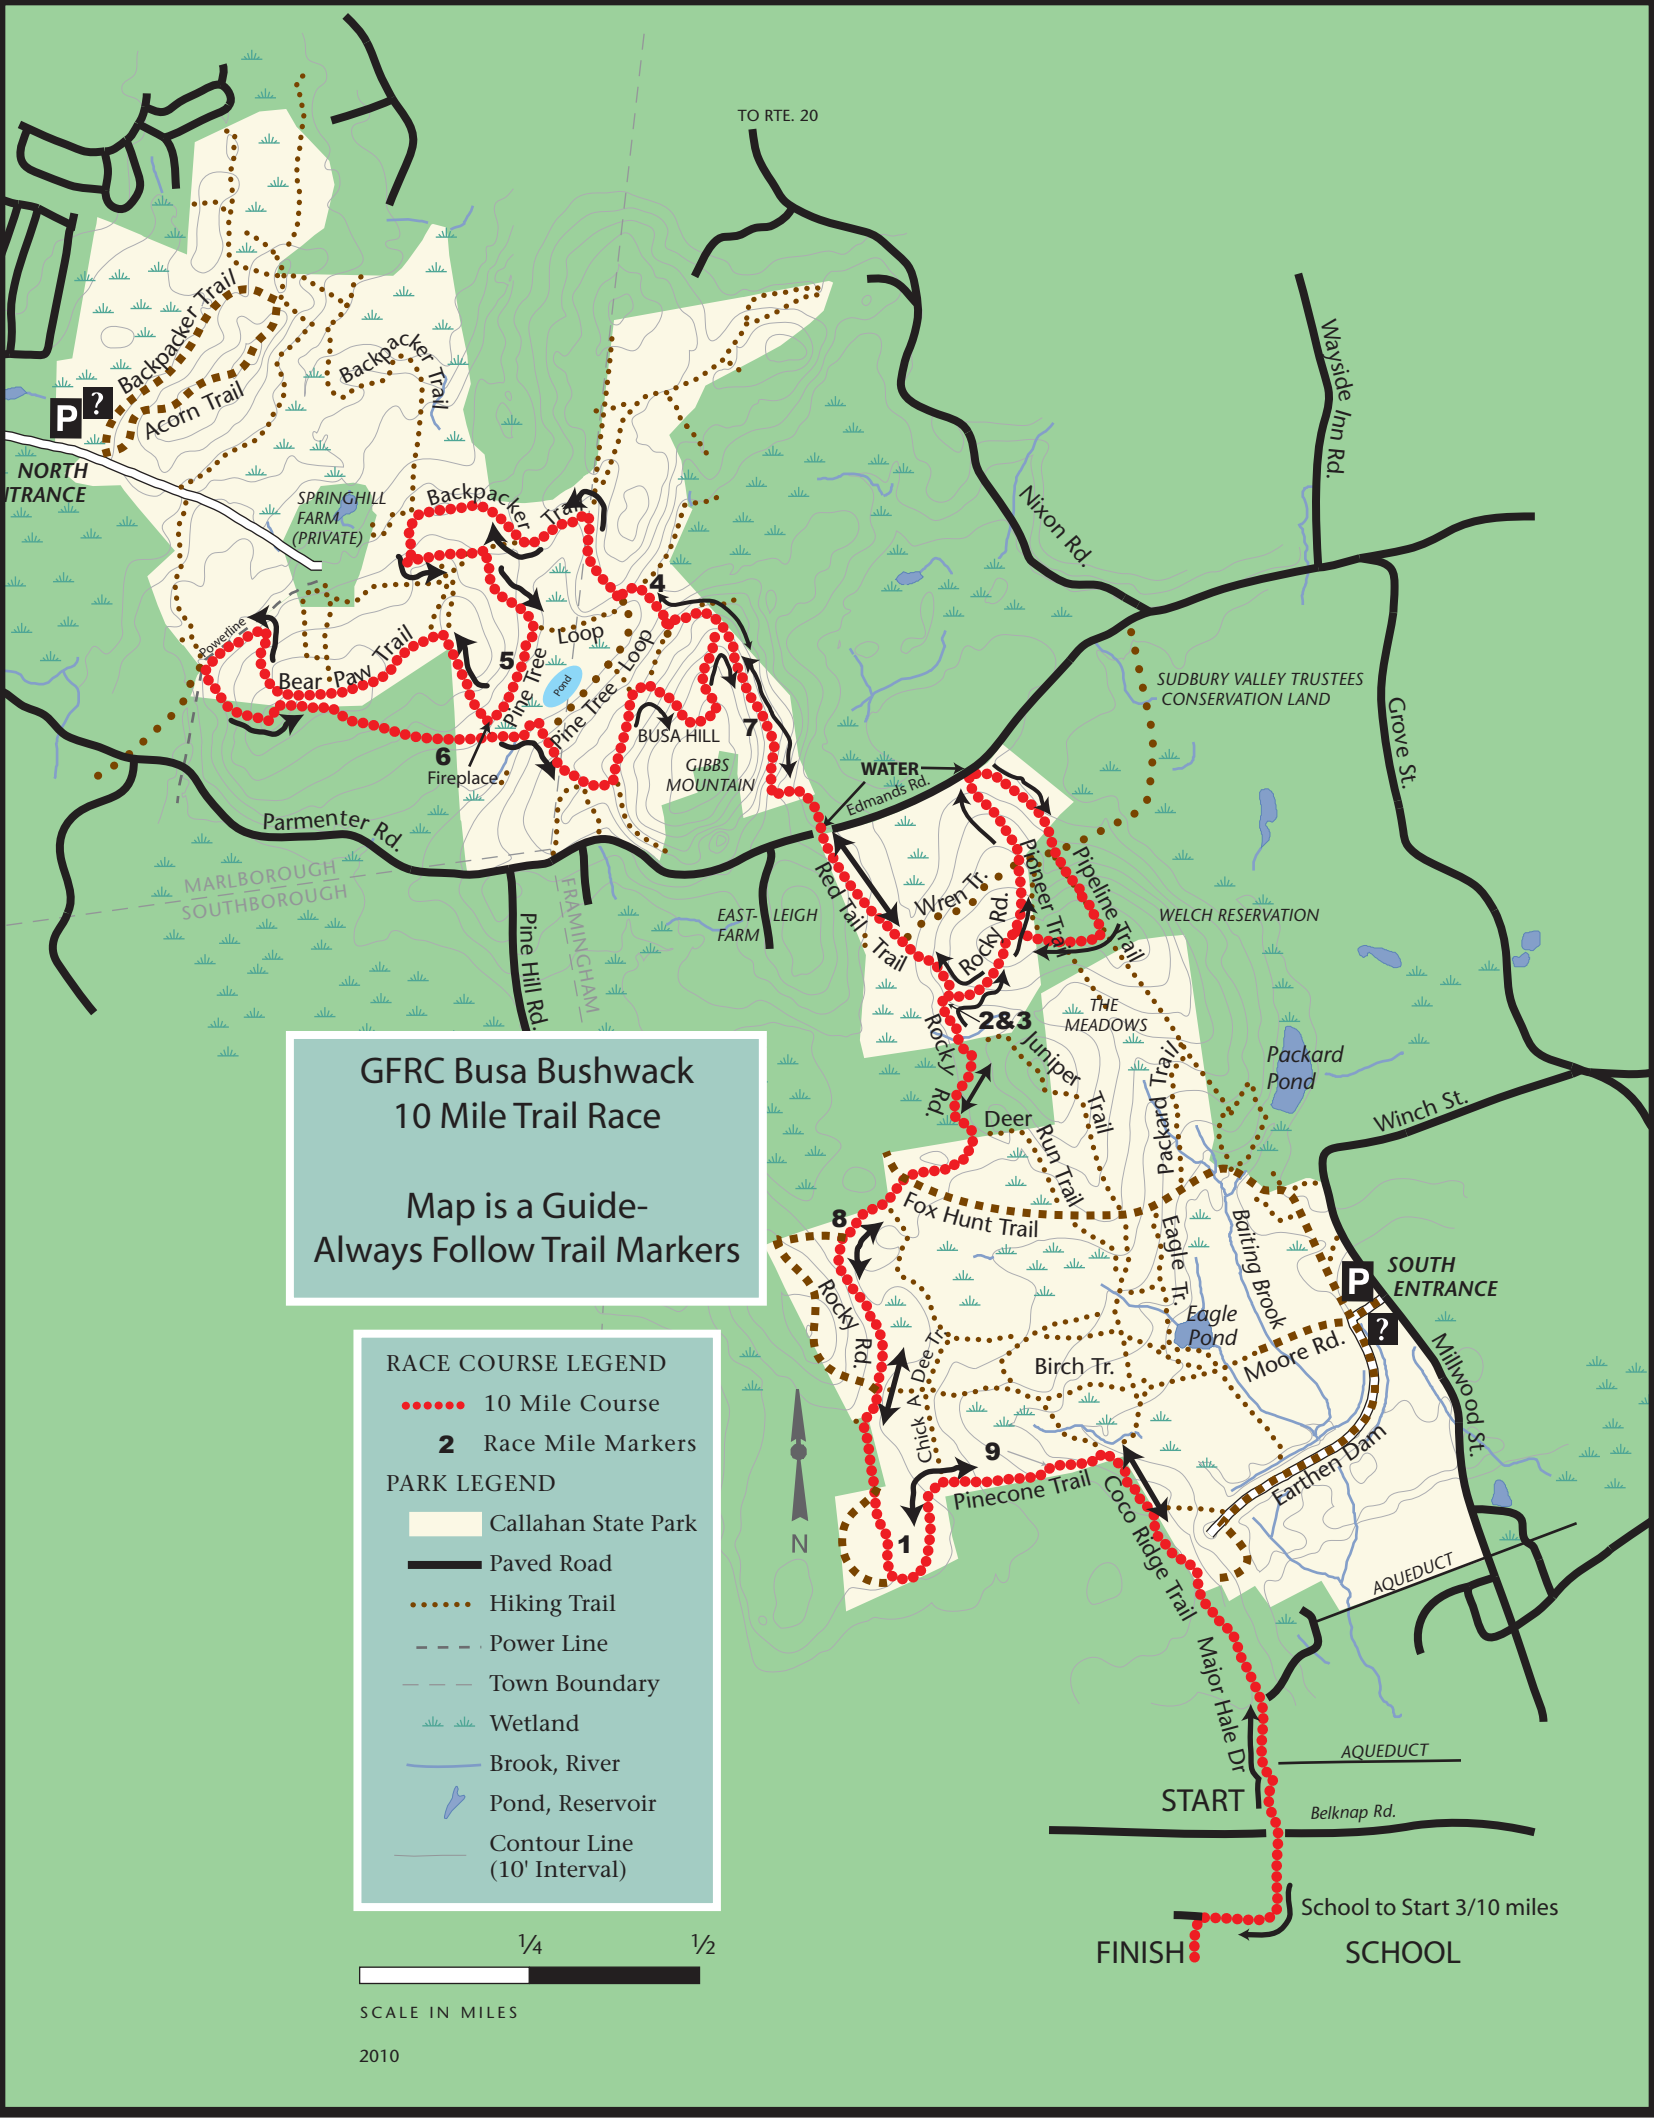 TO RTE. 20
Wayside Inn Rd.
Nixon Rd.
Backpacker Trail
Acorn Trail
Backpacker Trail
P
?
NORTH
NTRANCE
SPRINGHILL
FARM
(PRIVATE)
Backpacker Trail
4
Powerline
Bear Paw Trail
5
Loop
Pine Tree
Pond
Pine Tree Loop
BUSA HILL
7
GIBBS
MOUNTAIN
6
Fireplace
SUDBURY VALLEY TRUSTEES
CONSERVATION LAND
Grove St.
WATER
Edmands Rd.
Parmenter Rd.
MARLBOROUGH
SOUTHBOROUGH
FRAMINGHAM
Pine Hill Rd.
EAST- LEIGH
FARM
Red Tail Trail
Wren Tr.
Rocky Rd.
Pioneer Trail
Pipeline Trail
WELCH RESERVATION
2&3
THE
MEADOWS
Rocky Rd.
Juniper Trail
Deer Run Trail
Packard Trail
Packard
Pond
Winch St.
GFRC Busa Bushwack
10 Mile Trail Race
Map is a Guide-
Always Follow Trail Markers
8
Fox Hunt Trail
Eagle Tr.
Baiting Brook
P
SOUTH
ENTRANCE
?
Rocky Rd.
Eagle
Pond
Chick A Dee Tr.
Birch Tr.
Moore Rd.
Millwood St.
Earthen Dam
9
Pinecone Trail
1
Coco Ridge Trail
N
AQUEDUCT
Major Hale Dr
AQUEDUCT
START
Belknap Rd.
School to Start 3/10 miles
FINISH
SCHOOL
RACE COURSE LEGEND
10 Mile Course
2 Race Mile Markers
PARK LEGEND
Callahan State Park
Paved Road
Hiking Trail
Power Line
Town Boundary
Wetland
Brook, River
Pond, Reservoir
Contour Line
(10' Interval)
1/4 1/2
SCALE IN MILES
2010